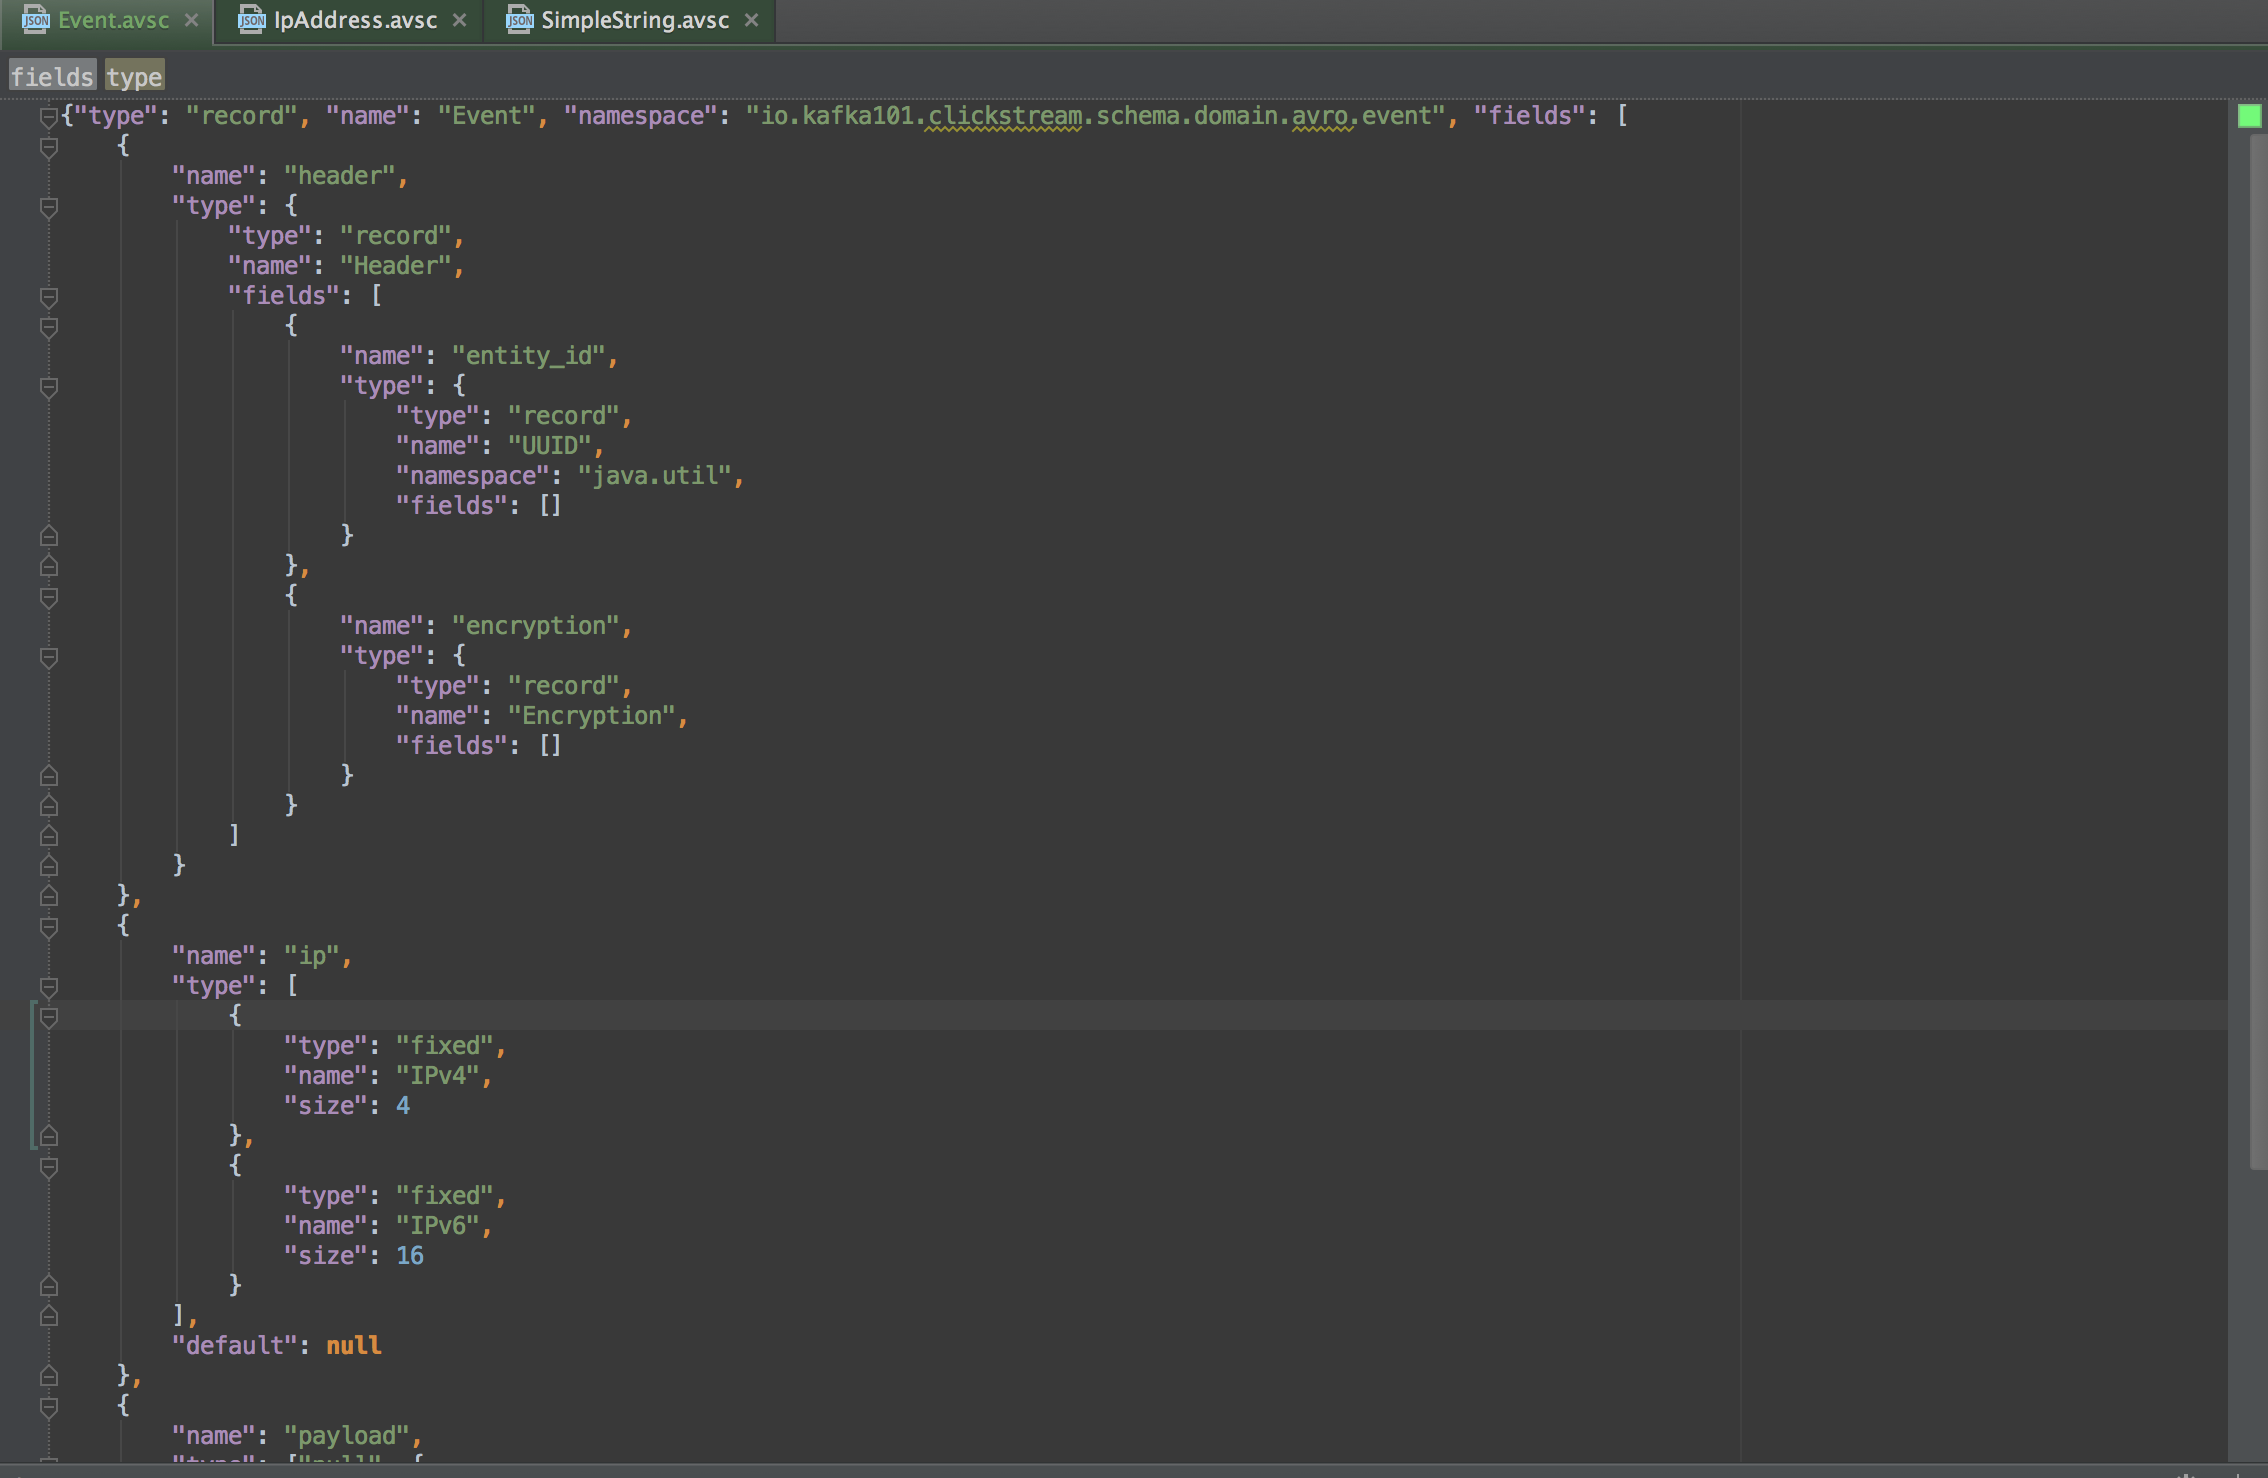 Event.avsc × IpAddress.avsc × SimpleString.avsc ×
fields type
{"type": "record", "name": "Event", "namespace": "io.kafka101.clickstream.schema.domain.avro.event", "fields": [
    {
        "name": "header",
        "type": {
            "type": "record",
            "name": "Header",
            "fields": [
                {
                    "name": "entity_id",
                    "type": {
                        "type": "record",
                        "name": "UUID",
                        "namespace": "java.util",
                        "fields": []
                    }
                },
                {
                    "name": "encryption",
                    "type": {
                        "type": "record",
                        "name": "Encryption",
                        "fields": []
                    }
                }
            ]
        }
    },
    {
        "name": "ip",
        "type": [
            {
                "type": "fixed",
                "name": "IPv4",
                "size": 4
            },
            {
                "type": "fixed",
                "name": "IPv6",
                "size": 16
            }
        ],
        "default": null
    },
    {
        "name": "payload",
        "type": ["null", {